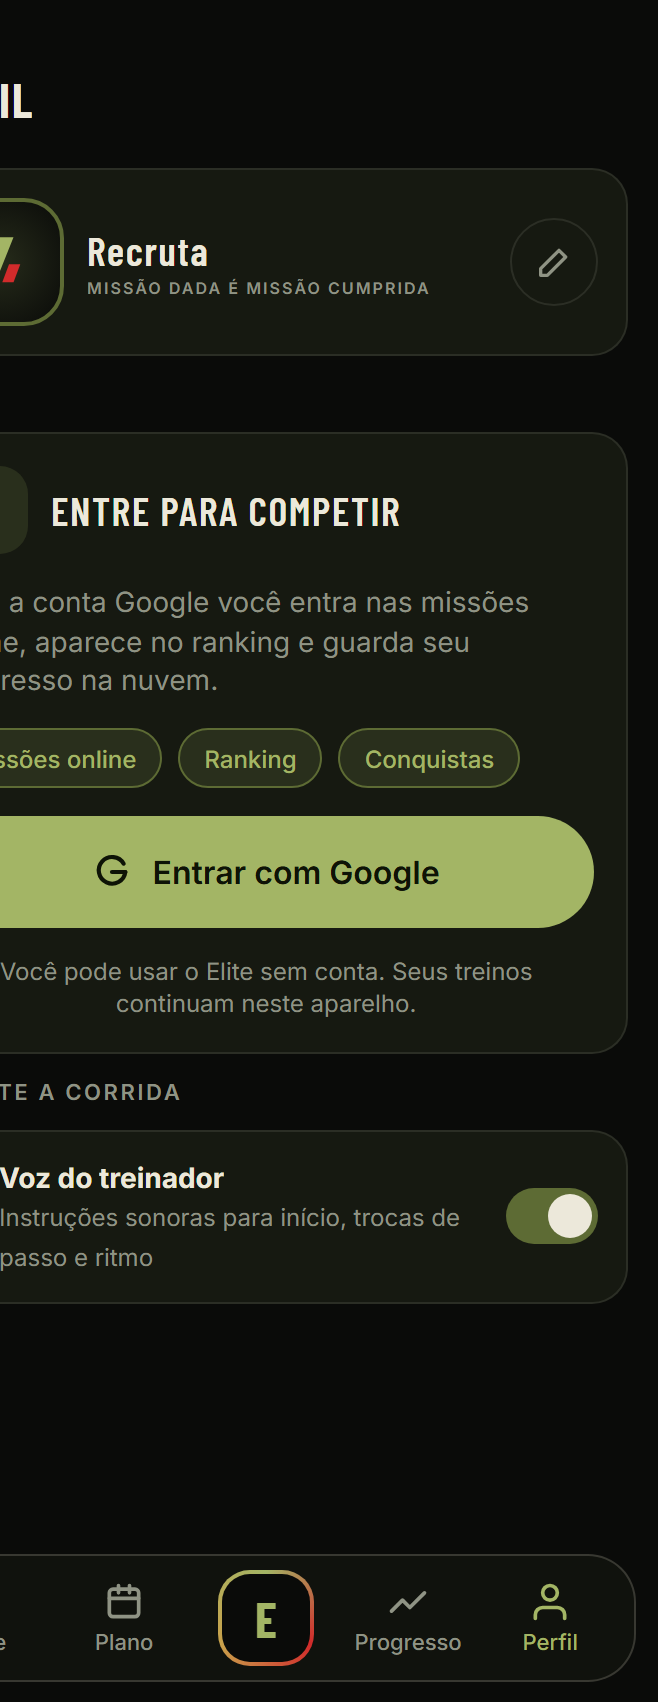 IL
Recruta
MISSÃO DADA É MISSÃO CUMPRIDA
ENTRE PARA COMPETIR
a conta Google você entra nas missões
e, aparece no ranking e guarda seu
resso na nuvem.
ssões online
Ranking
Conquistas
Entrar com Google
Você pode usar o Elite sem conta. Seus treinos
continuam neste aparelho.
TE A CORRIDA
Voz do treinador
Instruções sonoras para início, trocas de
passo e ritmo
e
Plano
E
Progresso
Perfil